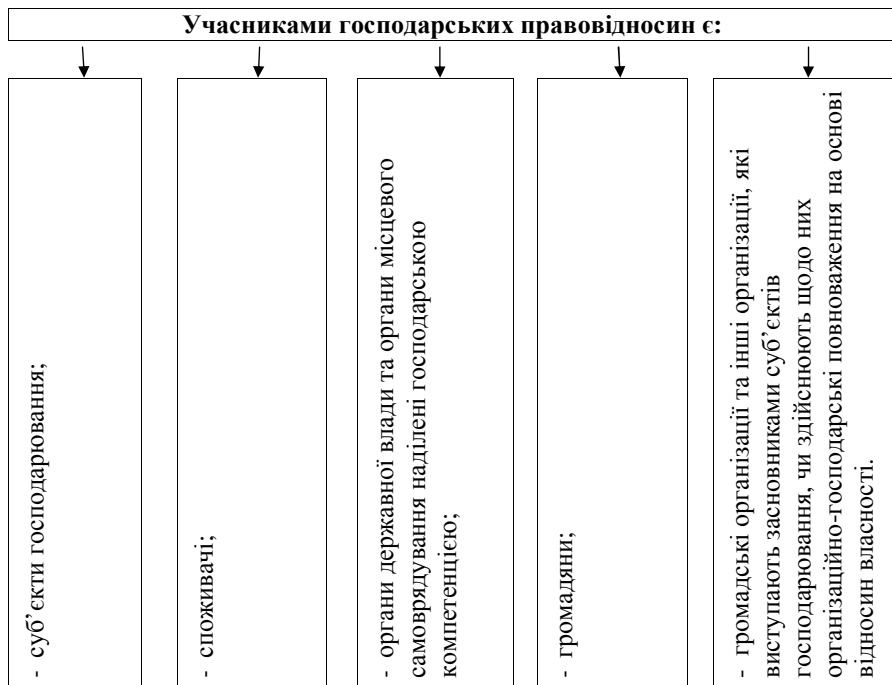 Учасниками господарських правовідносин є:
- суб’єкти господарювання;
- споживачі;
- органи державної влади та органи місцевого
самоврядування наділені господарською
компетенцією;
- громадяни;
- громадські організації та інші організації, які
виступають засновниками суб’єктів
господарювання, чи здійснюють щодо них
організаційно-господарські повноваження на основі
відносин власності.